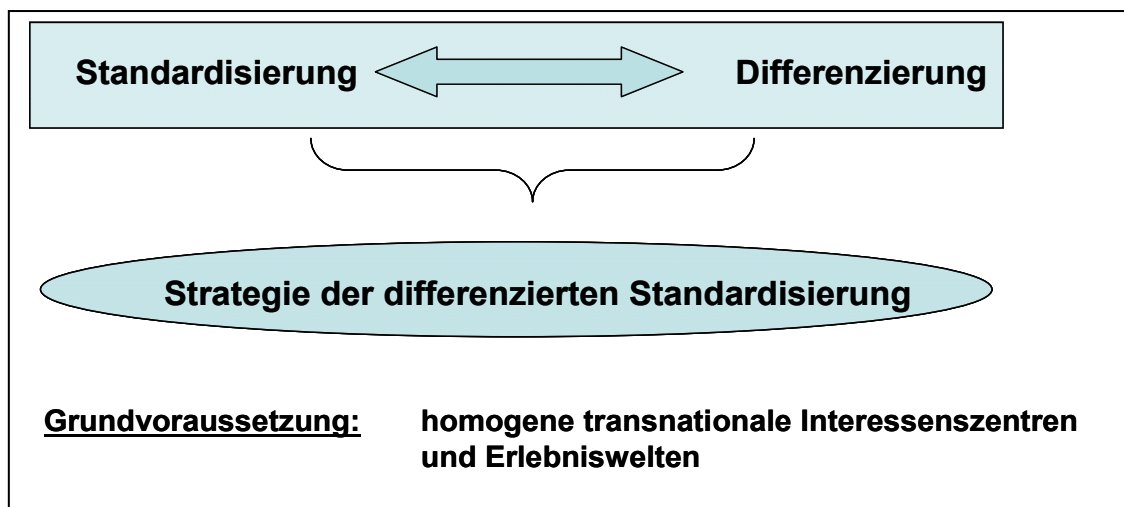 Standardisierung Differenzierung
Strategie der differenzierten Standardisierung
Grundvoraussetzung: homogene transnationale Interessenszentren
und Erlebniswelten